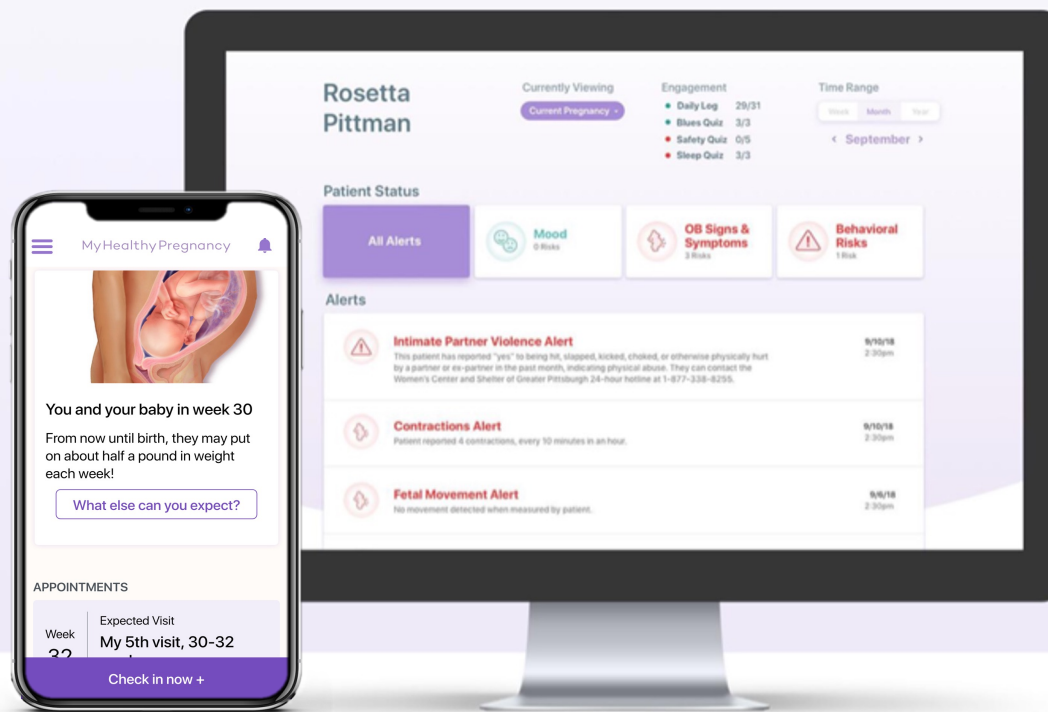 Rosetta
Pittman
Currently Viewing
Current Pregnancy
Engagement
Daily Log 29/31
Blues Quiz 3/3
Safety Quiz 0/5
Sleep Quiz 3/3
Time Range
Week Month Year
< September >
Patient Status
All Alerts
Mood
0 Risks
OB Signs &
Symptoms
3 Risks
Behavioral
Risks
1 Risk
Alerts
Intimate Partner Violence Alert
This patient has reported "yes" to being hit, slapped, kicked, choked, or otherwise physically hurt
by a partner or ex-partner in the past month, indicating physical abuse. They can contact the
Women's Center and Shelter of Greater Pittsburgh 24-hour hotline at 1-877-338-8255.
9/10/18
2:30pm
Contractions Alert
Patient reported 4 contractions, every 10 minutes in an hour.
9/10/18
2:30pm
Fetal Movement Alert
No movement detected when measured by patient.
9/6/18
2:30pm
MyHealthyPregnancy
You and your baby in week 30
From now until birth, they may put
on about half a pound in weight
each week!
What else can you expect?
APPOINTMENTS
Week
32
Expected Visit
My 5th visit, 30-32
Check in now +